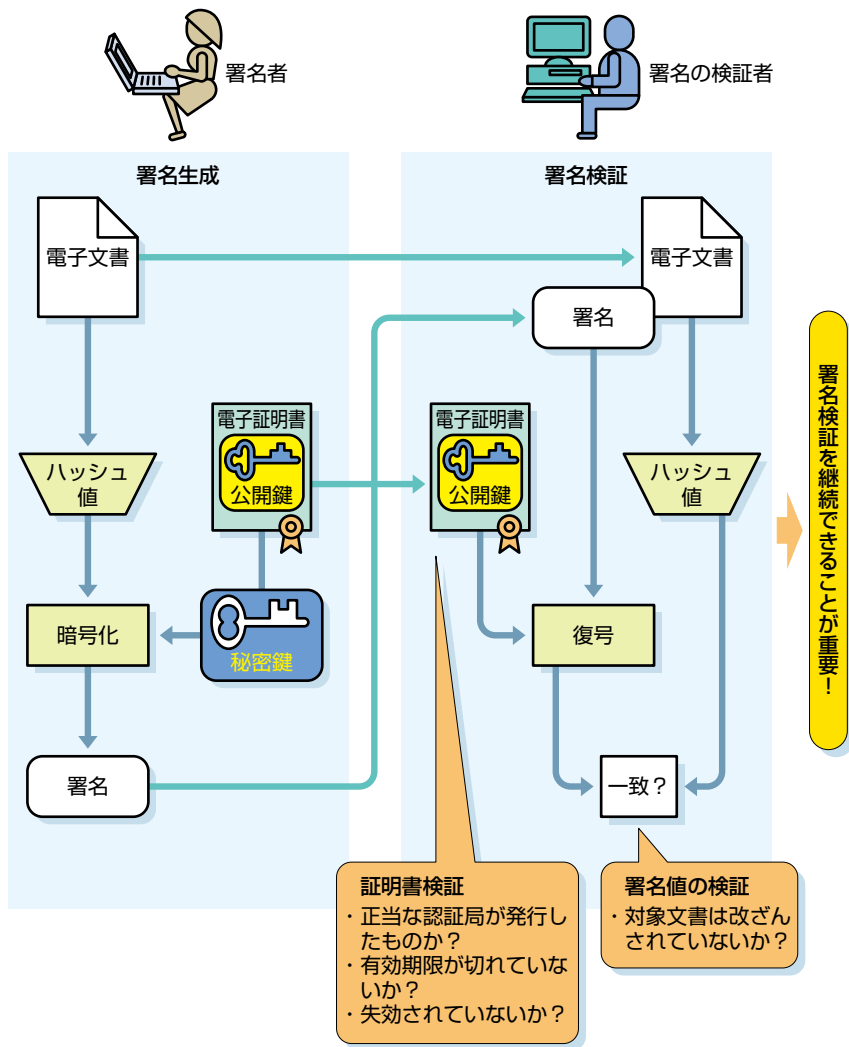 署名者
署名の検証者
署名生成
電子文書
ハッシュ
値
暗号化
署名
電子証明書
公開鍵
秘密鍵
署名検証
電子文書
署名
電子証明書
公開鍵
ハッシュ
値
復号
一致？
証明書検証
・正当な認証局が発行し
たものか？
・有効期限が切れていな
いか？
・失効されていないか？
署名値の検証
・対象文書は改ざん
されていないか？
署名検証を継続できることが重要！